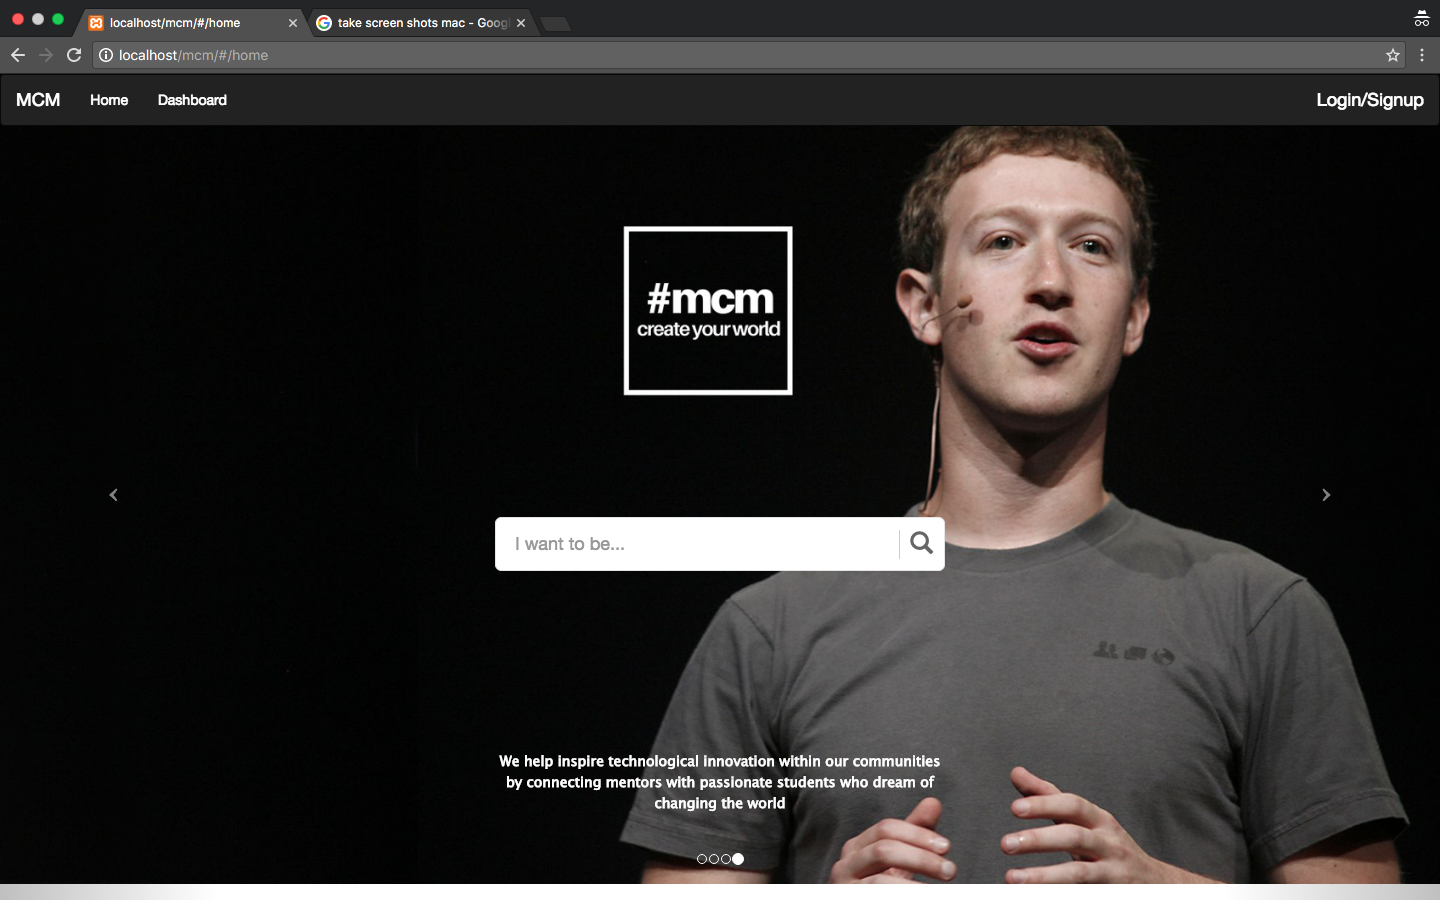 localhost/mcm/#/home
take screen shots mac - Goog
localhost/mcm/#/home
MCM Home Dashboard Login/Signup
#mcm
create your world
I want to be...
We help inspire technological innovation within our communities
by connecting mentors with passionate students who dream of
changing the world